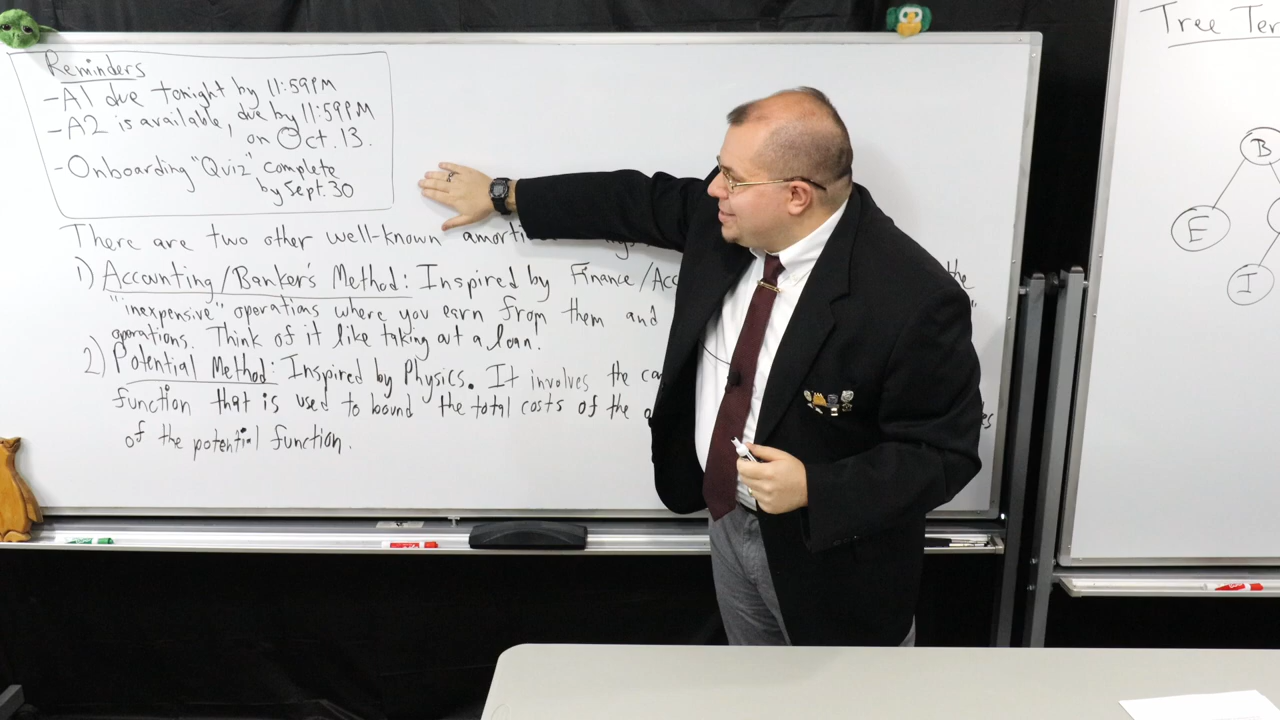 Reminders
-A1 due tonight by 11:59PM
-A2 is available, due by 11:59PM
on Oct. 13.
-Onboarding "Quiz" complete
by Sept. 30
There are two other well-known amorti
1) Accounting/Banker's Method: Inspired by Finance/Acc the
"inexpensive" operations where you earn from them and "
operations. Think of it like taking out a loan!
2) Potential Method: Inspired by Physics. It involves the
function that is used to bound the total costs of the
of the potential function.
Tree Ter
B
E
I